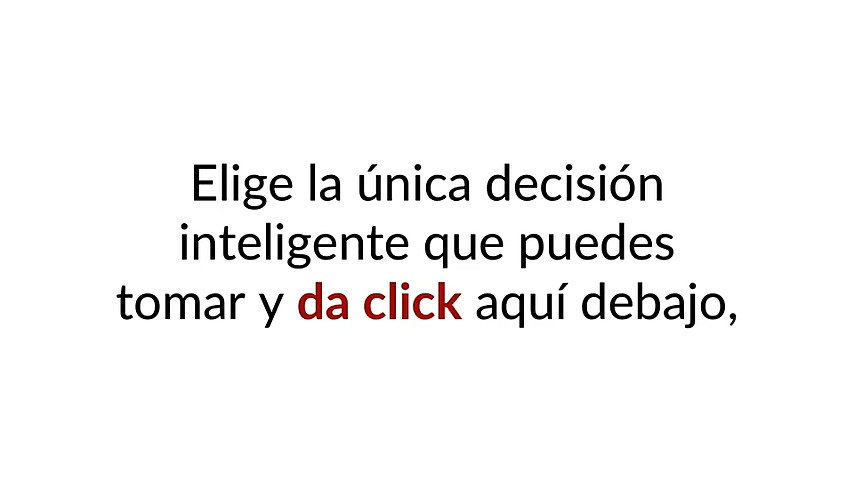 Elige la única decisión
inteligente que puedes
tomar y da click aquí debajo,